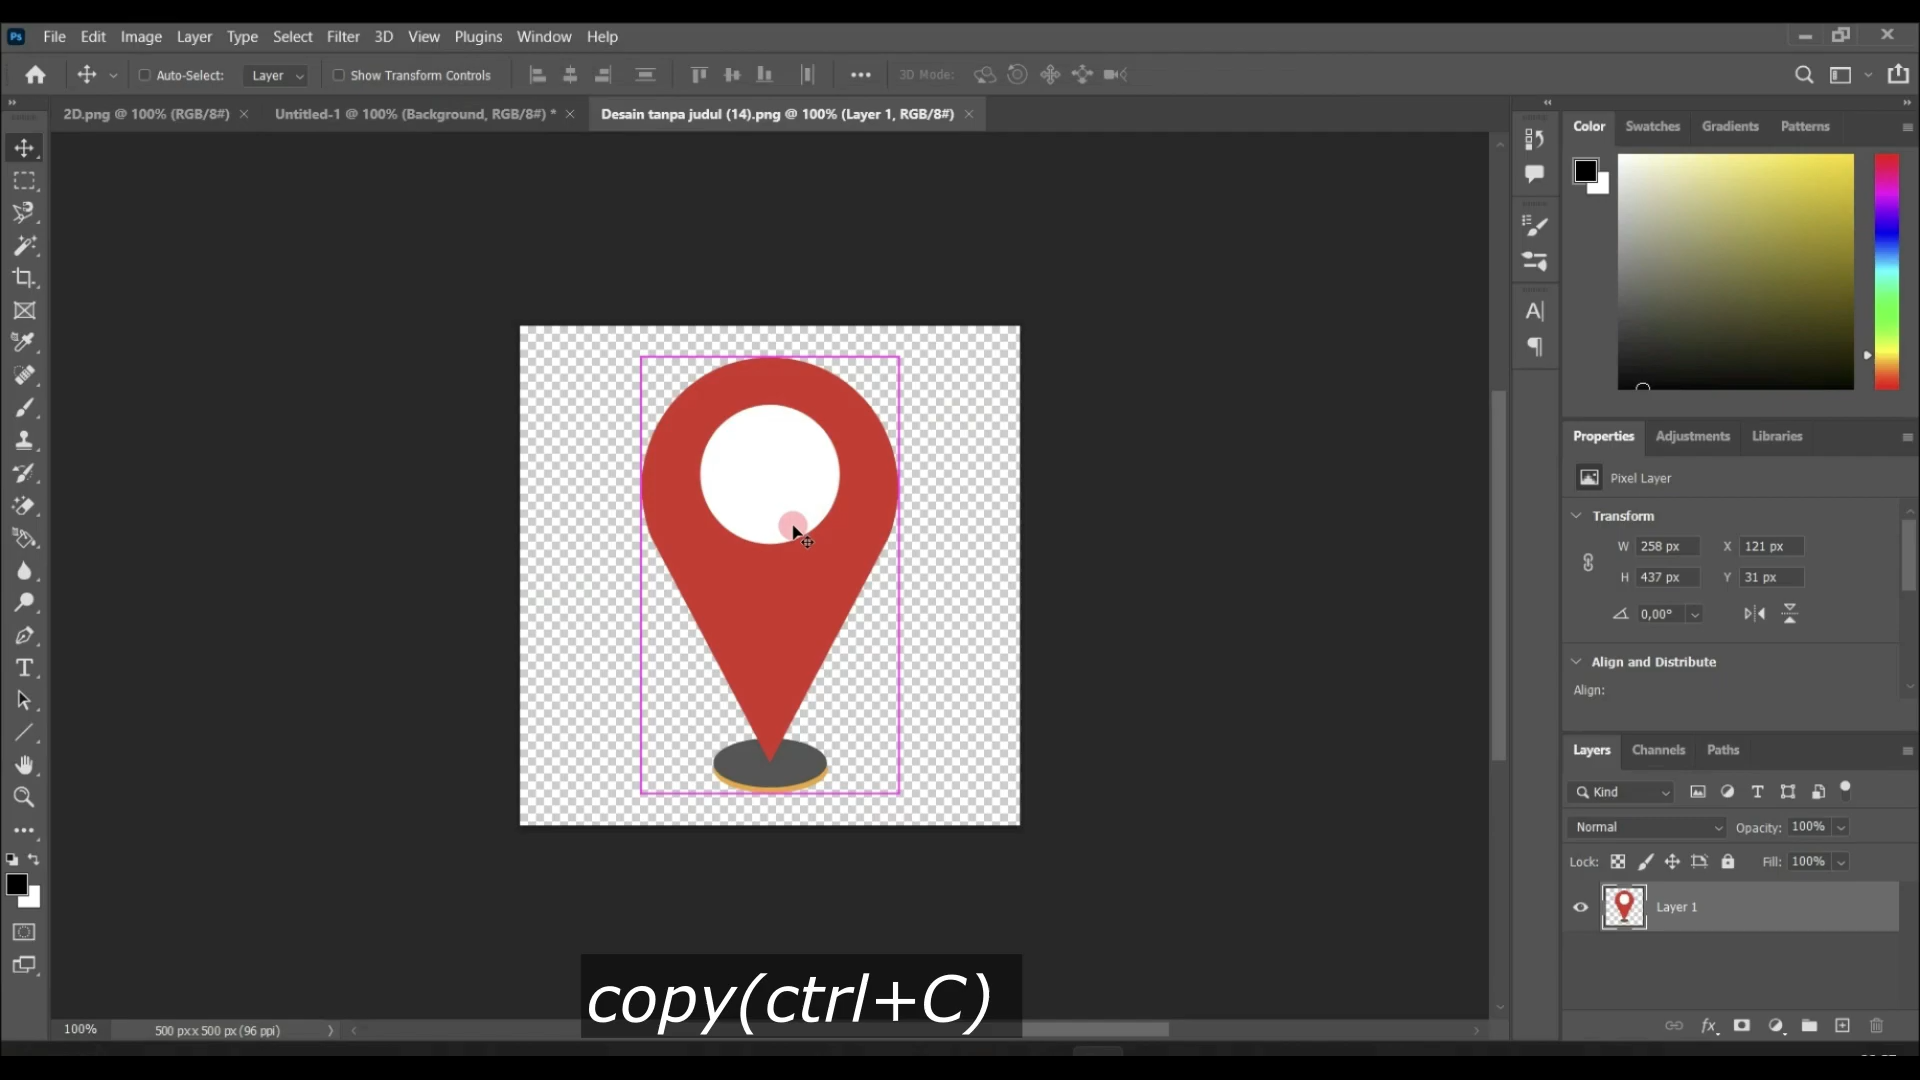 Ps File Edit Image Layer Type Select Filter 3D View Plugins Window Help
Auto-Select: Layer Show Transform Controls 3D Mode:
2D.png @ 100% (RGB/8#) × Untitled-1 @ 100% (Background, RGB/8#) * × Desain tanpa judul (14).png @ 100% (Layer 1, RGB/8#) ×
Color Swatches Gradients Patterns
Properties Adjustments Libraries
Pixel Layer
Transform
W 258 px X 121 px
H 437 px Y 31 px
0,00°
Align and Distribute
Align:
Layers Channels Paths
Kind
Normal Opacity: 100%
Lock: Fill: 100%
Layer 1
copy(ctrl+C)
100% 500 px x 500 px (96 ppi)